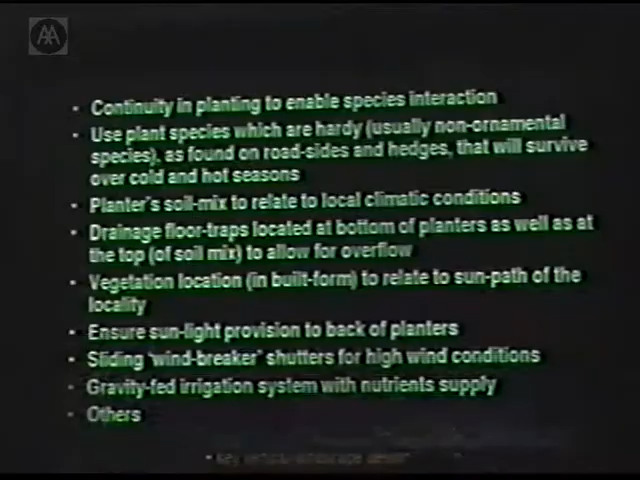 AA
• Continuity in planting to enable species interaction
• Use plant species which are hardy (usually non-ornamental
species), as found on road-sides and hedges, that will survive
over cold and hot seasons
• Planter's soil-mix to relate to local climatic conditions
• Drainage floor-traps located at bottom of planters as well as at
the top (of soil mix) to allow for overflow
• Vegetation location (in built-form) to relate to sun-path of the
locality
• Ensure sun-light provision to back of planters
• Sliding 'wind-breaker' shutters for high wind conditions
• Gravity-fed irrigation system with nutrients supply
• Others